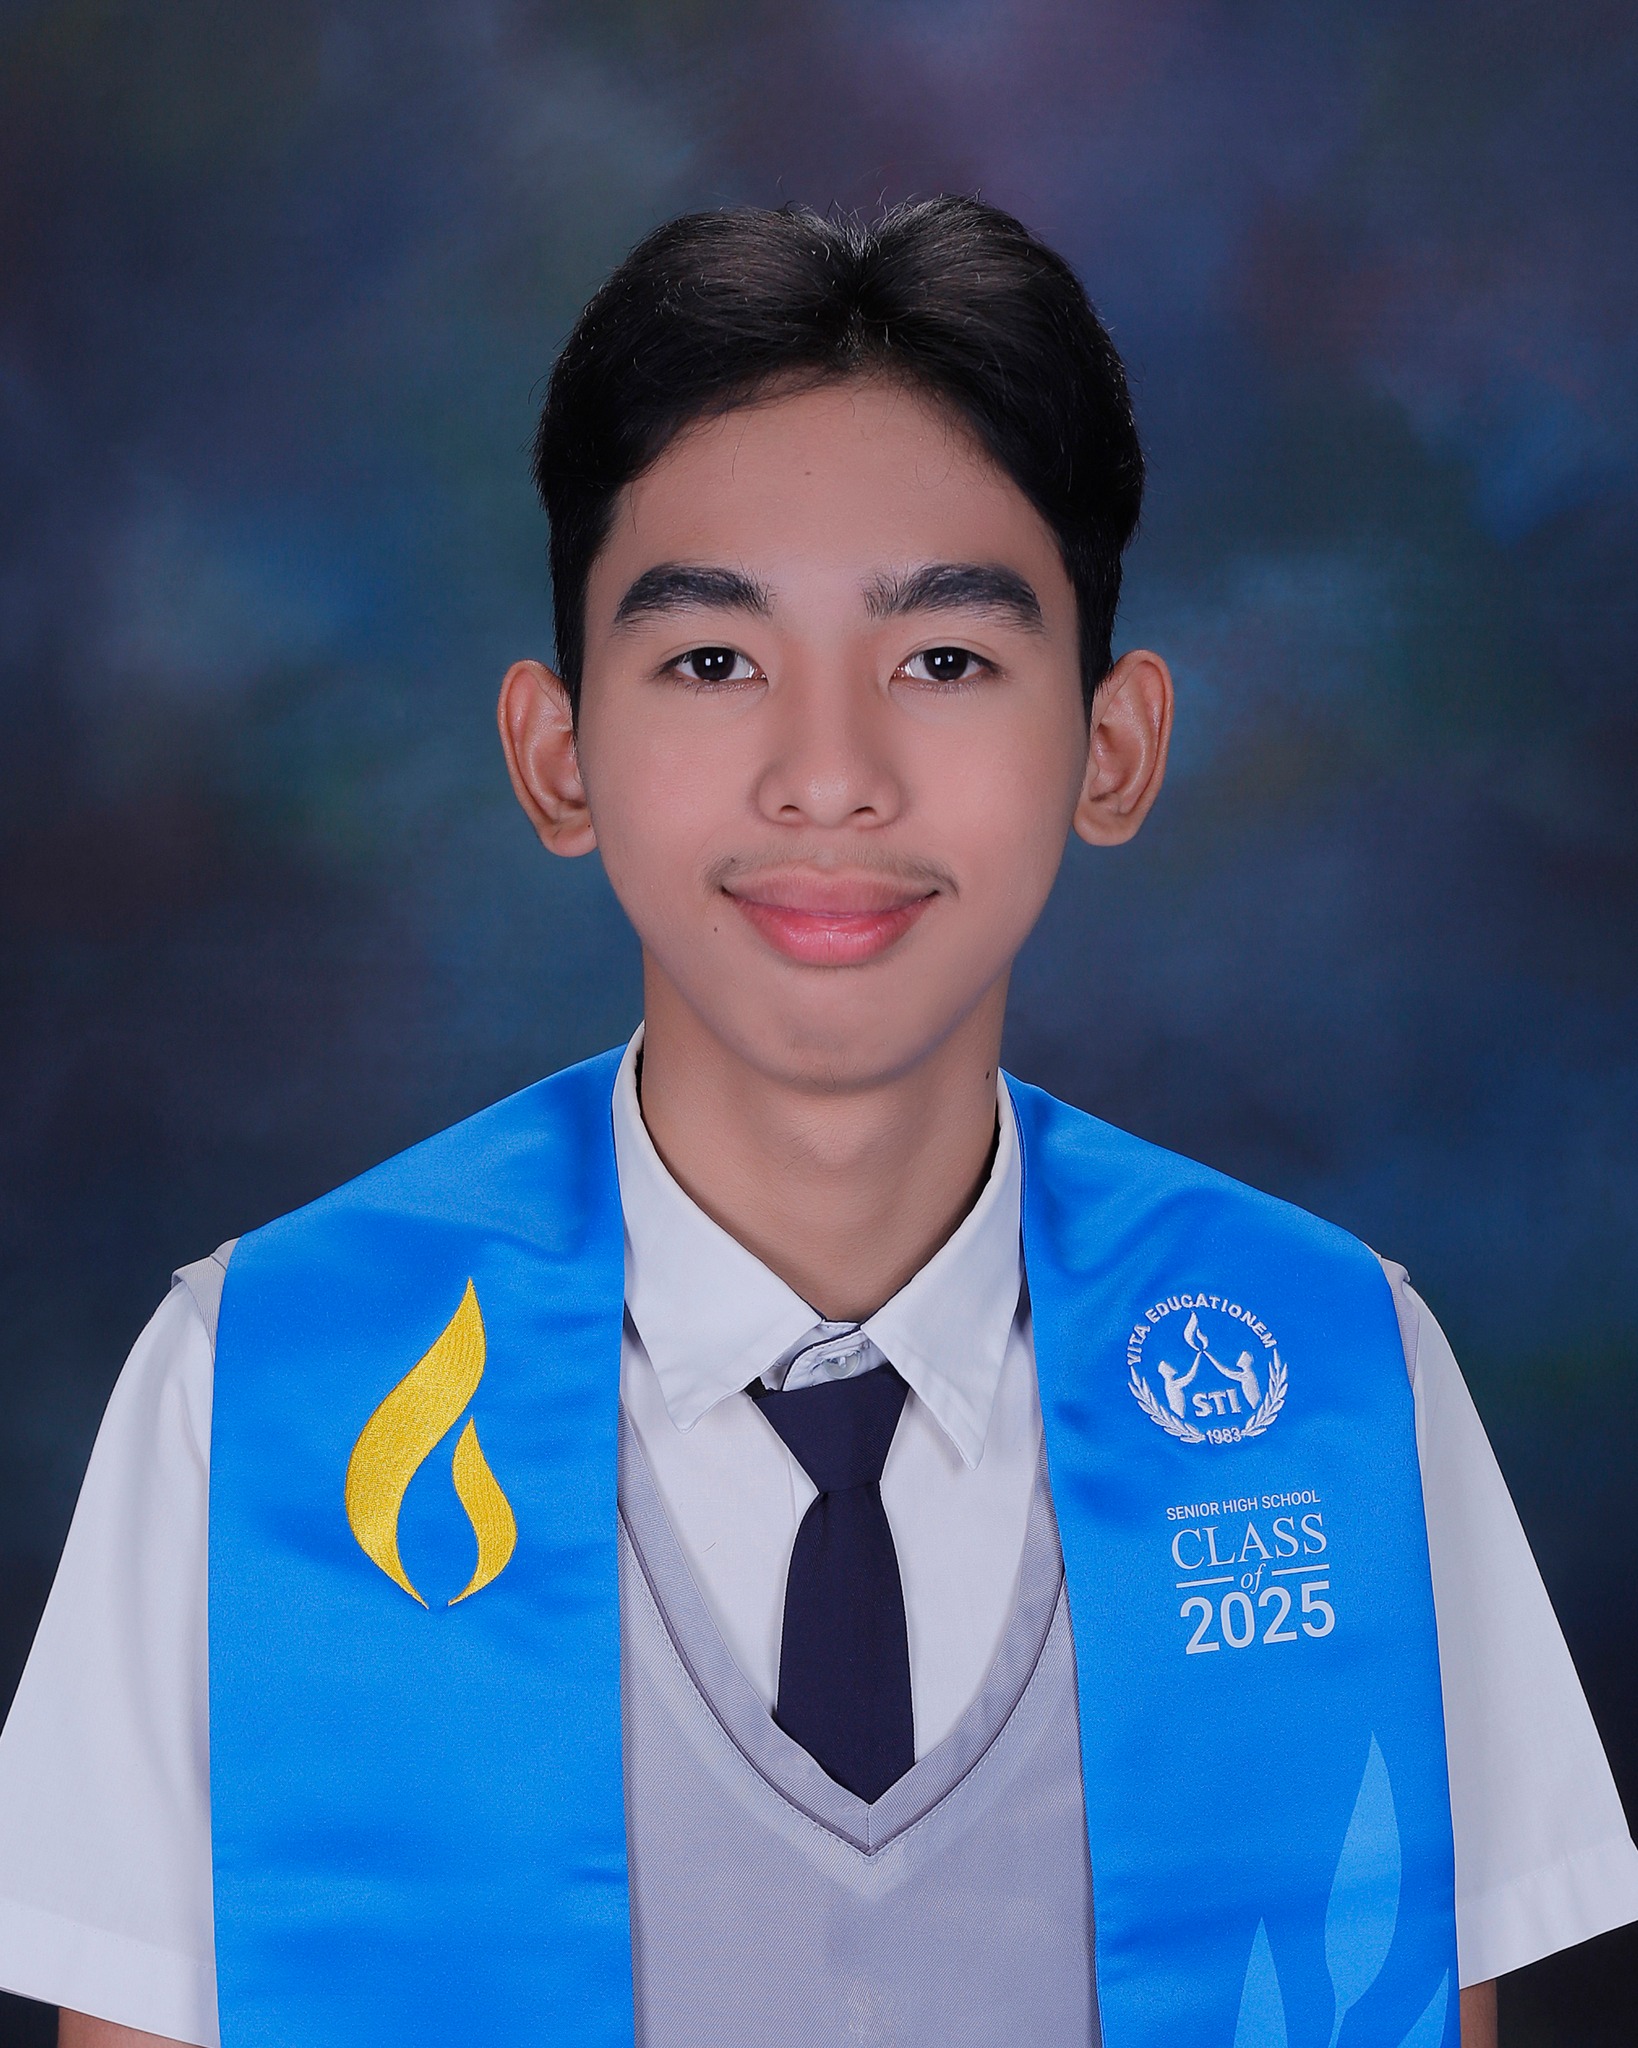 VITA EDUCATIONEM
STI
1983
SENIOR HIGH SCHOOL
CLASS
of
2025